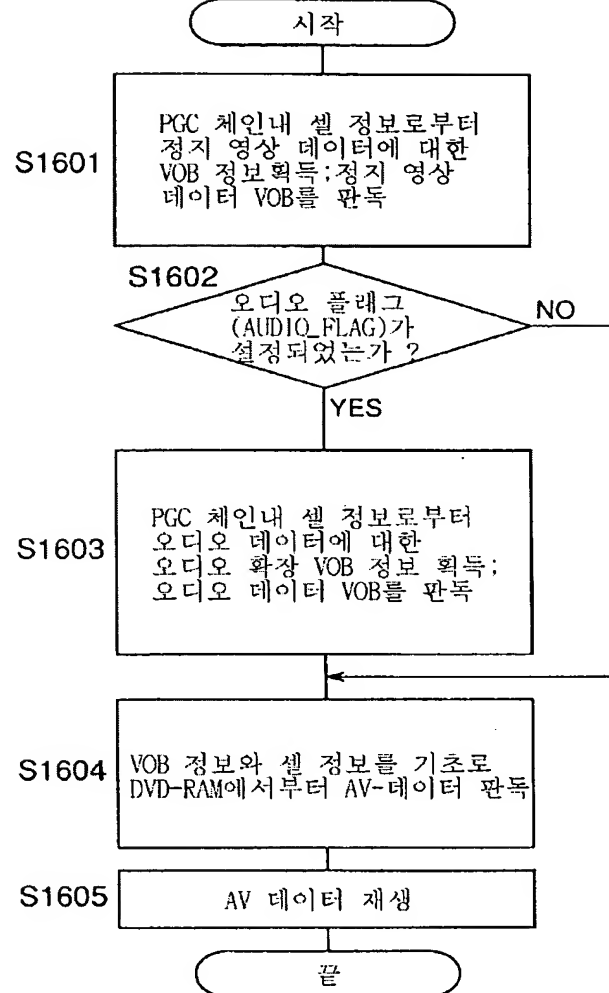 시작
S1601
PGC 체인내 셀 정보로부터
정지 영상 데이터에 대한
VOB 정보획득;정지 영상
데이터 VOB를 판독
S1602
오디오 플래그
(AUDIO_FLAG)가
설정되었는가 ?
NO
YES
S1603
PGC 체인내 셀 정보로부터
오디오 데이터에 대한
오디오 확장 VOB 정보 획득;
오디오 데이터 VOB를 판독
S1604
VOB 정보와 셀 정보를 기초로
DVD-RAM에서부터 AV-데이터 판독
S1605
AV 데이터 재생
끝